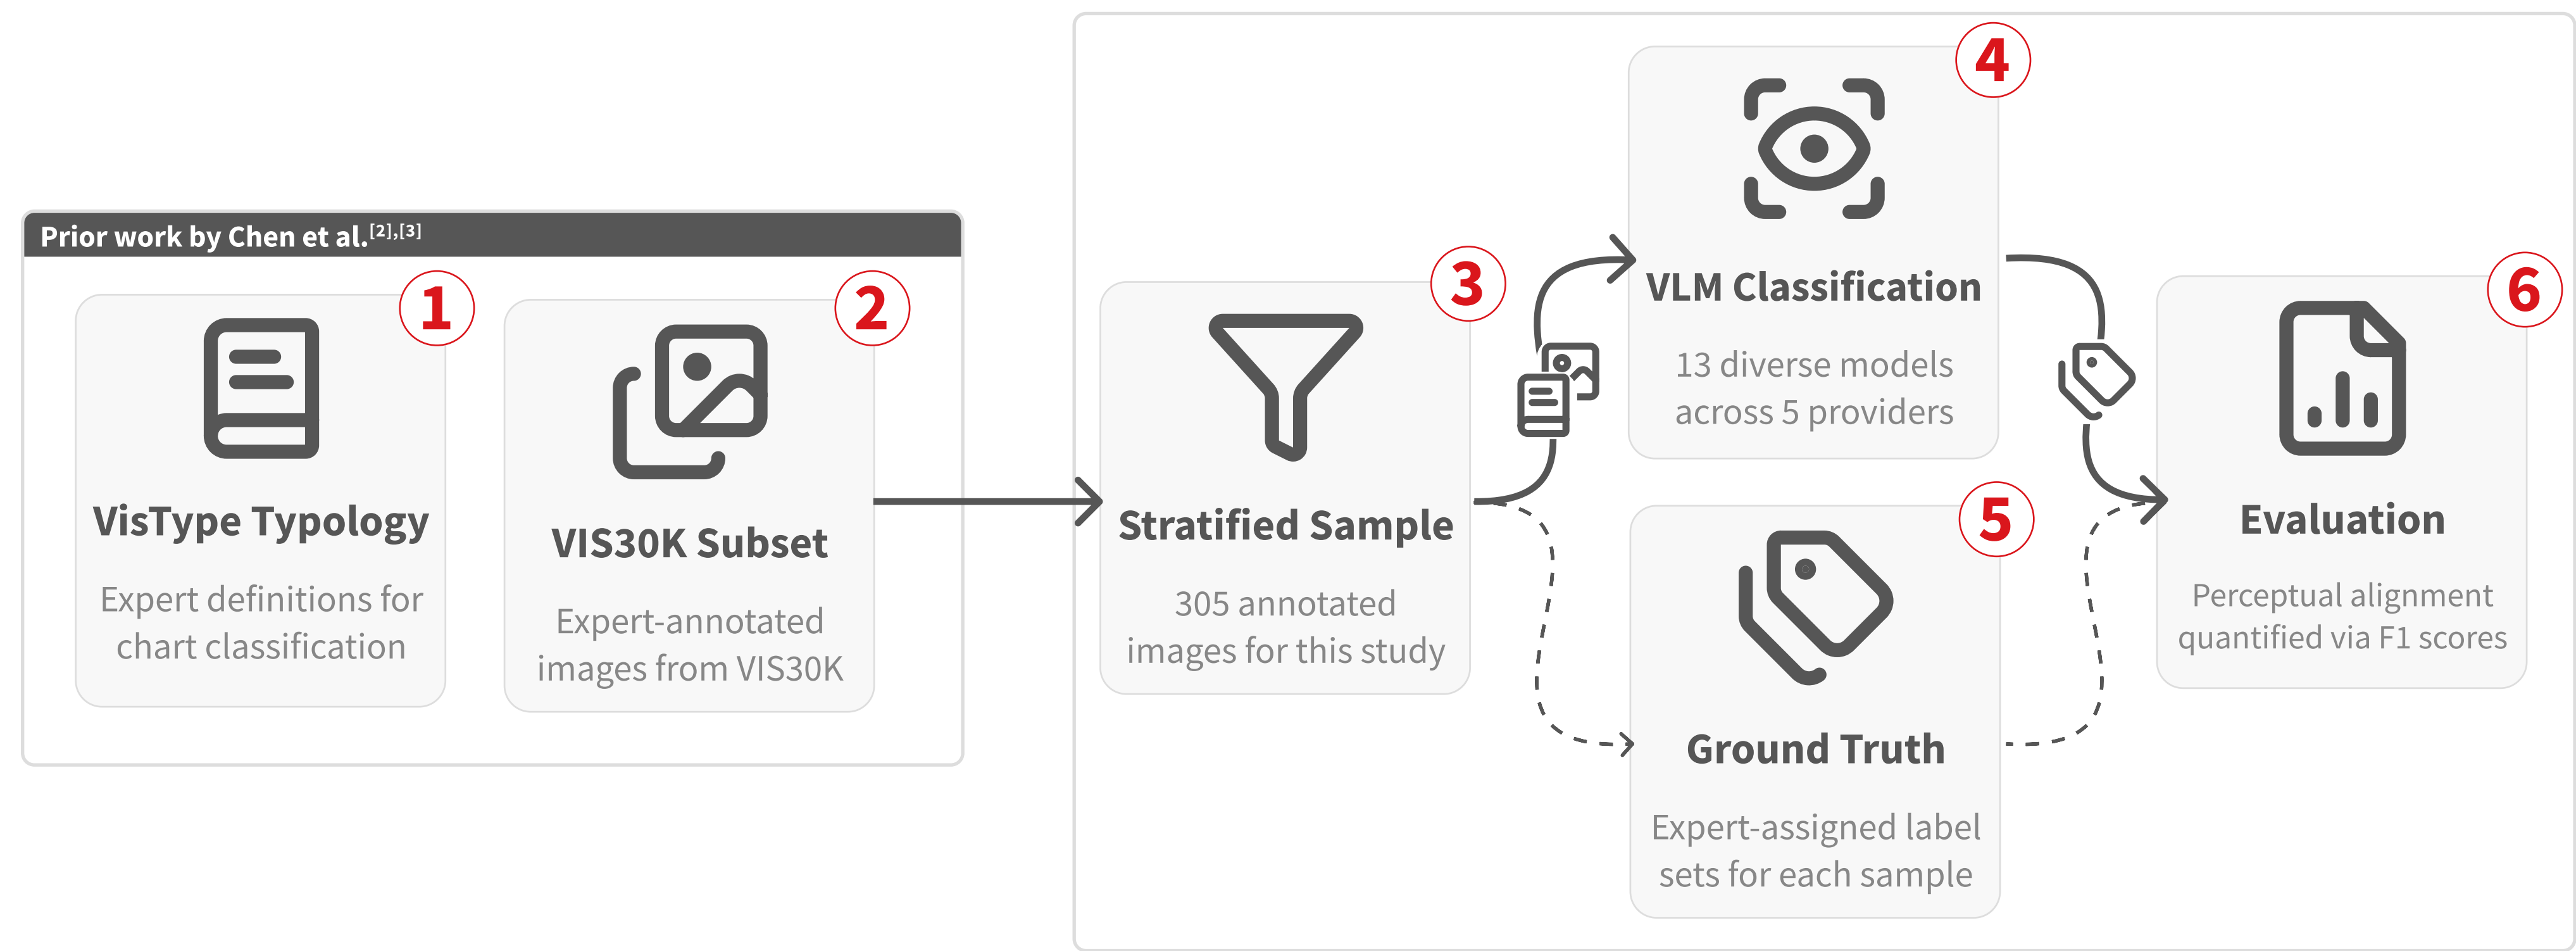 Prior work by Chen et al.[2],[3]
1
VisType Typology
Expert definitions for
chart classification
2
VIS30K Subset
Expert-annotated
images from VIS30K
3
Stratified Sample
305 annotated
images for this study
4
VLM Classification
13 diverse models
across 5 providers
5
Ground Truth
Expert-assigned label
sets for each sample
6
Evaluation
Perceptual alignment
quantified via F1 scores